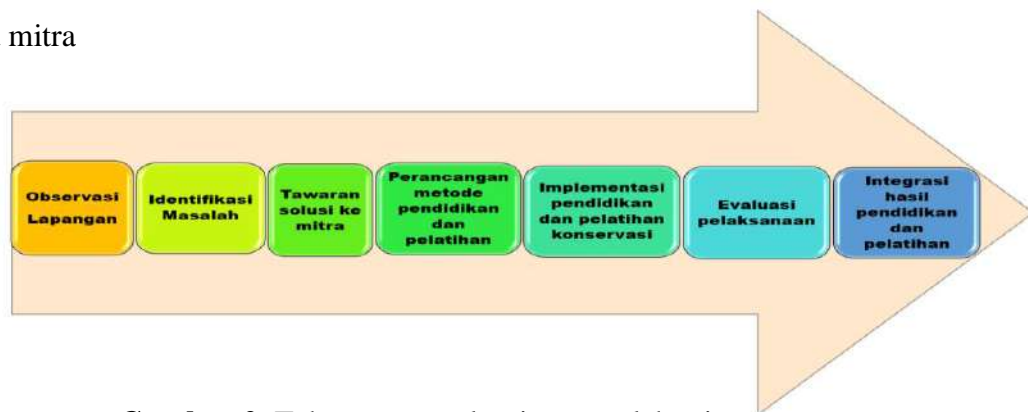 mitra
Observasi
Lapangan
Identifikasi
Masalah
Tawaran
solusi ke
mitra
Perancangan
metode
pendidikan
dan
pelatihan
Implementasi
pendidikan
dan pelatihan
konservasi
Evaluasi
pelaksanaan
Integrasi
hasil
pendidikan
dan
pelatihan
Gambar